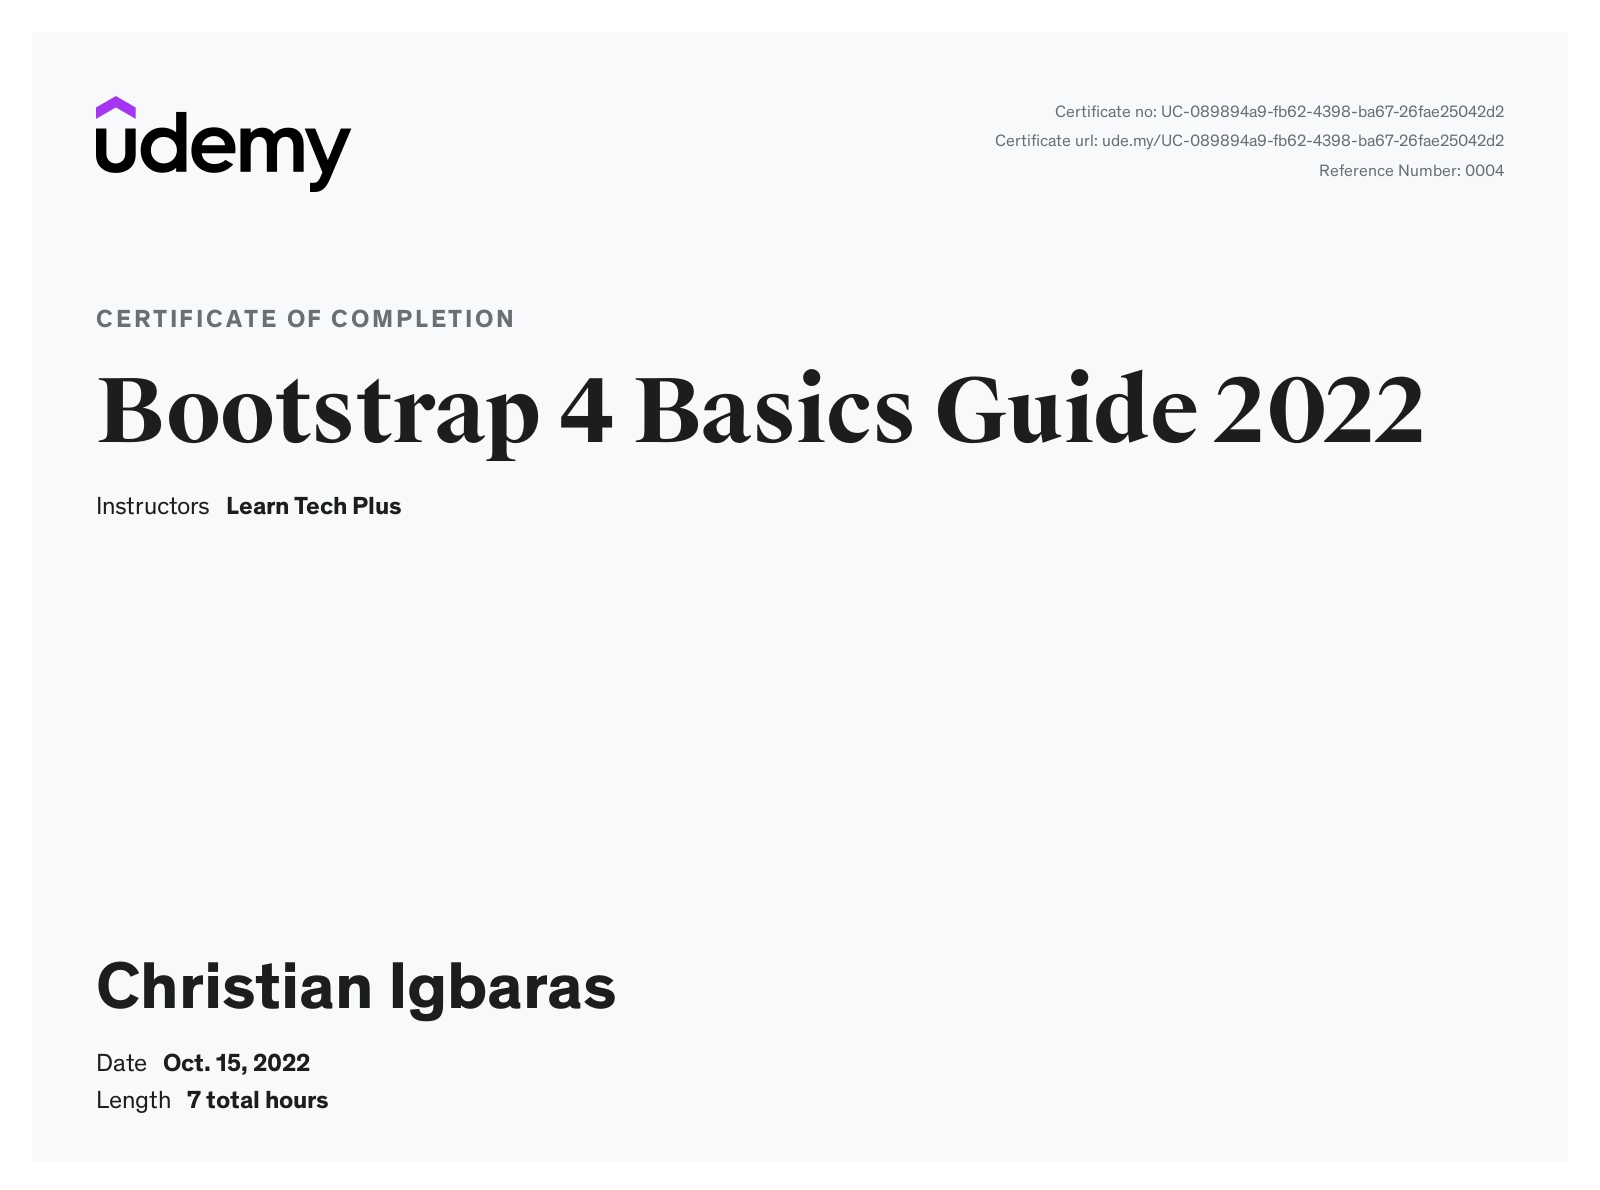 udemy
Certificate no: UC-089894a9-fb62-4398-ba67-26fae25042d2
Certificate url: ude.my/UC-089894a9-fb62-4398-ba67-26fae25042d2
Reference Number: 0004
CERTIFICATE OF COMPLETION
Bootstrap 4 Basics Guide 2022
Instructors Learn Tech Plus
Christian Igbaras
Date Oct. 15, 2022
Length 7 total hours